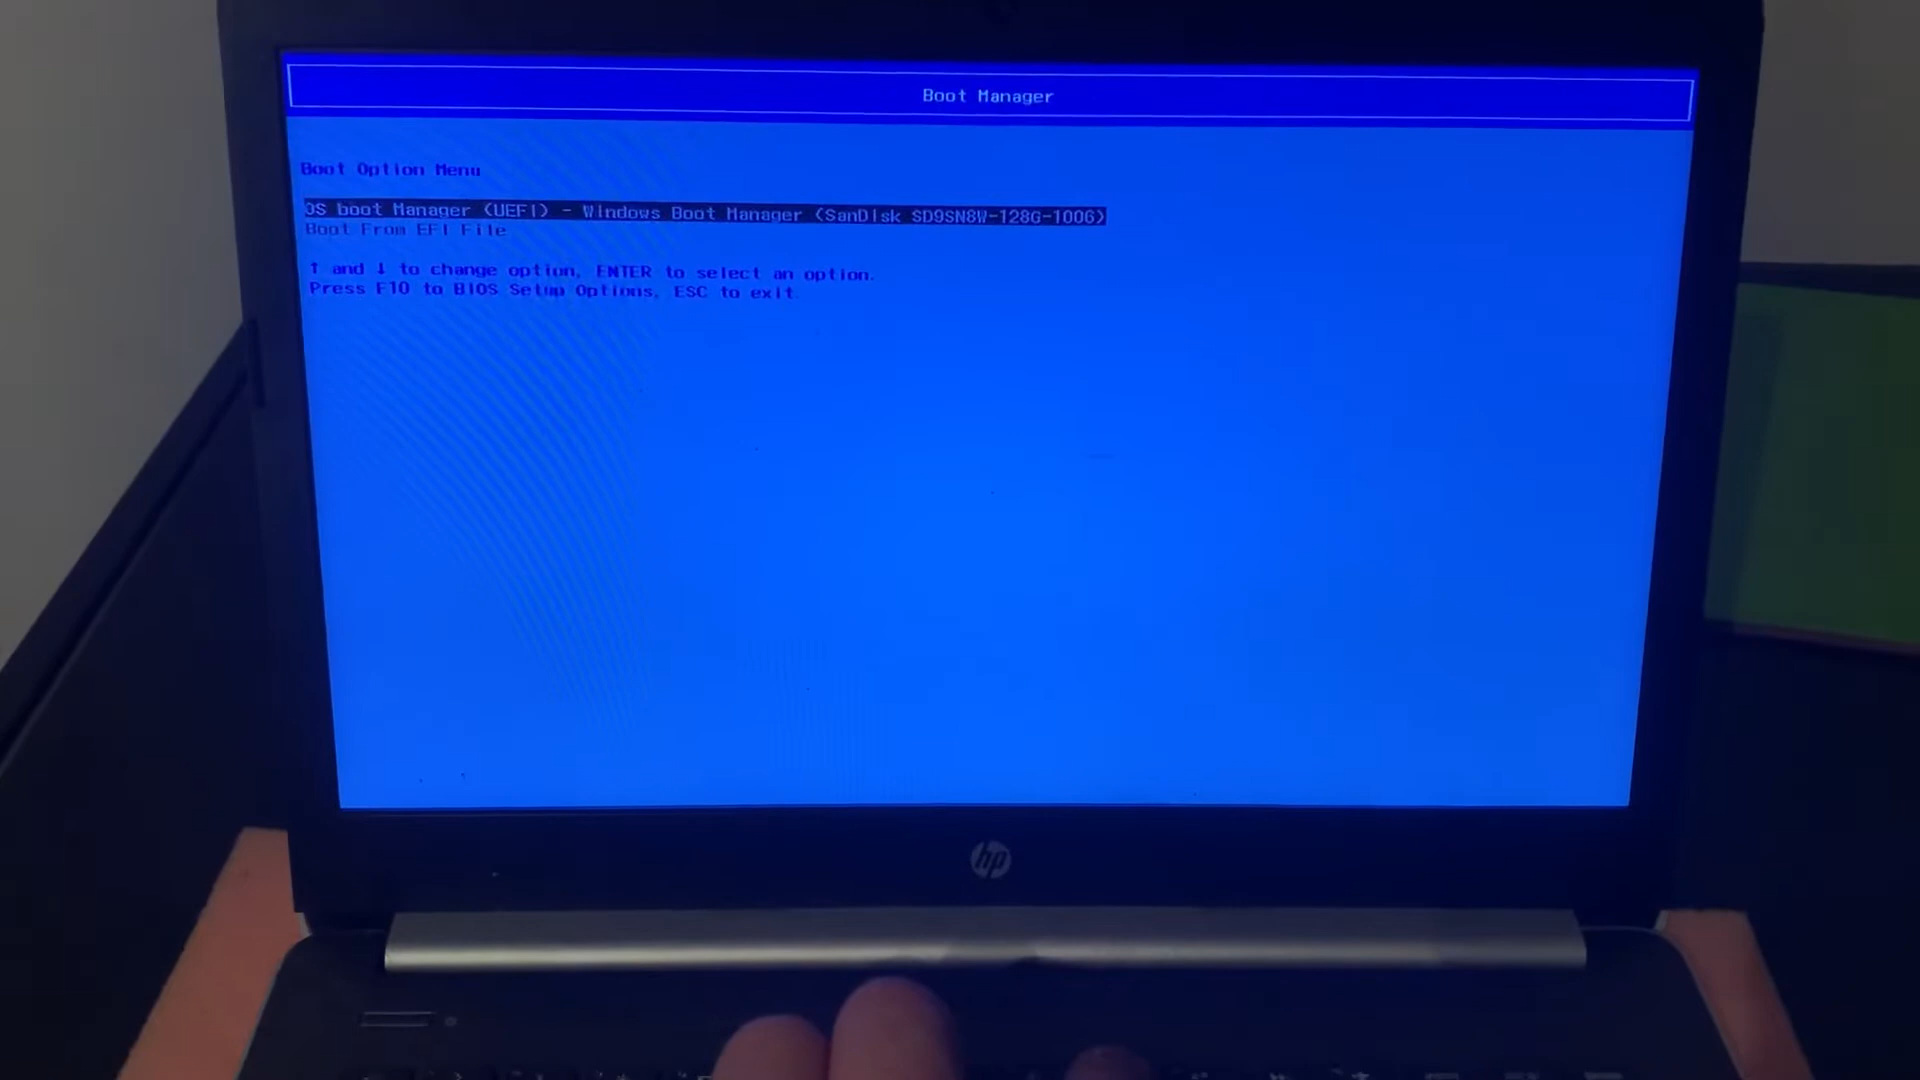 Boot Manager
Boot Option Menu
OS boot Manager (UEFI) - Windows Boot Manager (SanDisk SD9SN8W-128G-1006)
Boot From EFI File
↑ and ↓ to change option, ENTER to select an option.
Press F10 to BIOS Setup Options, ESC to exit
hp